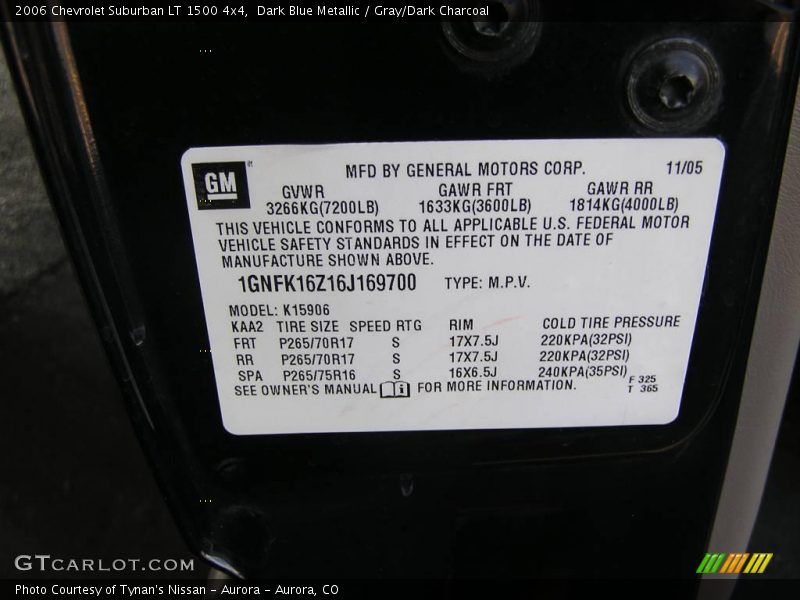 2006 Chevrolet Suburban LT 1500 4x4,  Dark Blue Metallic / Gray/Dark Charcoal
GM
MFD BY GENERAL MOTORS CORP. 11/05
GVWR GAWR FRT GAWR RR
3266KG(7200LB) 1633KG(3600LB) 1814KG(4000LB)
THIS VEHICLE CONFORMS TO ALL APPLICABLE U.S. FEDERAL MOTOR
VEHICLE SAFETY STANDARDS IN EFFECT ON THE DATE OF
MANUFACTURE SHOWN ABOVE.
1GNFK16Z16J169700 TYPE: M.P.V.
MODEL: K15906
KAA2 TIRE SIZE SPEED RTG RIM COLD TIRE PRESSURE
FRT P265/70R17 S 17X7.5J 220KPA(32PSI)
RR P265/70R17 S 17X7.5J 220KPA(32PSI)
SPA P265/75R16 S 16X6.5J 240KPA(35PSI)
SEE OWNER'S MANUAL FOR MORE INFORMATION.
F 325
T 365
GTCARLOT.COM
Photo Courtesy of Tynan's Nissan - Aurora - Aurora, CO